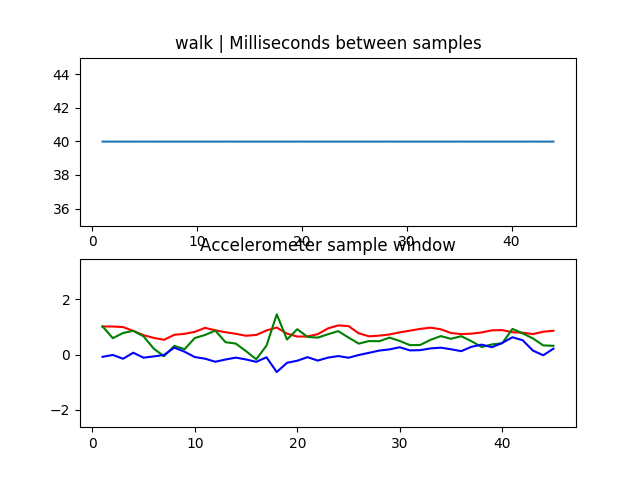 walk | Milliseconds between samples
44
42
40
38
36
0 10 20 30 40
Accelerometer sample window
2
0
−2
0 10 20 30 40